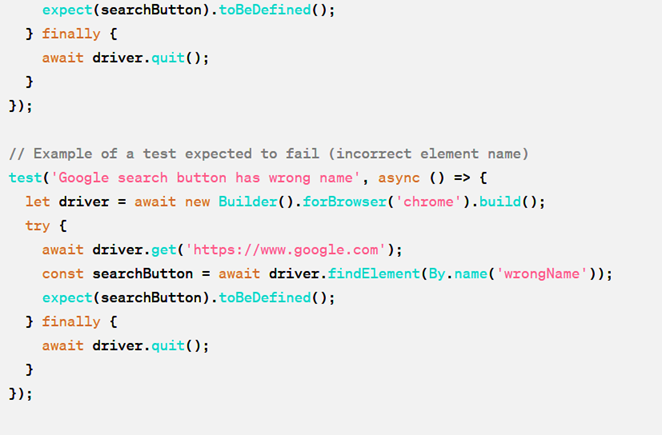 expect(searchButton).toBeDefined();
} finally {
await driver.quit();
}
});
// Example of a test expected to fail (incorrect element name)
test('Google search button has wrong name', async () => {
let driver = await new Builder().forBrowser('chrome').build();
try {
await driver.get('https://www.google.com');
const searchButton = await driver.findElement(By.name('wrongName'));
expect(searchButton).toBeDefined();
} finally {
await driver.quit();
}
});